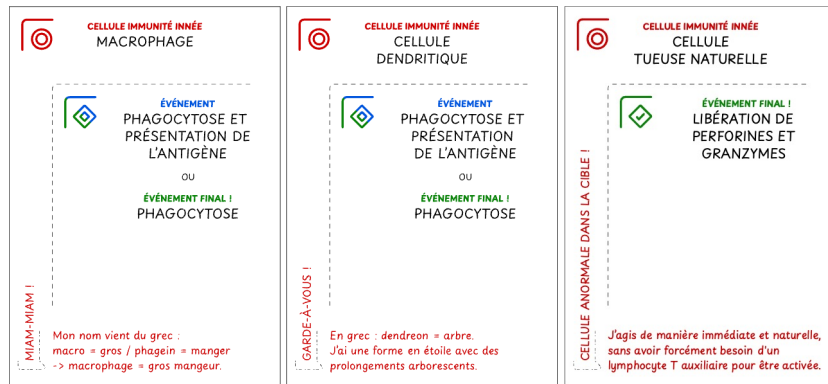 CELLULE IMMUNITÉ INNÉE
MACROPHAGE
ÉVÉNEMENT
PHAGOCYTOSE ET
PRÉSENTATION DE
L'ANTIGÈNE
OU
ÉVÉNEMENT FINAL !
PHAGOCYTOSE
MIAM-MIAM !
Mon nom vient du grec :
macro = gros / phagein = manger
-> macrophage = gros mangeur.
CELLULE IMMUNITÉ INNÉE
CELLULE
DENDRITIQUE
ÉVÉNEMENT
PHAGOCYTOSE ET
PRÉSENTATION
DE L'ANTIGÈNE
OU
ÉVÉNEMENT FINAL !
PHAGOCYTOSE
GARDE-À-VOUS !
En grec : dendreon = arbre.
J'ai une forme en étoile avec des
prolongements arborescents.
CELLULE IMMUNITÉ INNÉE
CELLULE
TUEUSE NATURELLE
ÉVÉNEMENT FINAL !
LIBÉRATION DE
PERFORINES ET
GRANZYMES
CELLULE ANORMALE DANS LA CIBLE !
J'agis de manière immédiate et naturelle,
sans avoir forcément besoin d'un
lymphocyte T auxiliaire pour être activée.